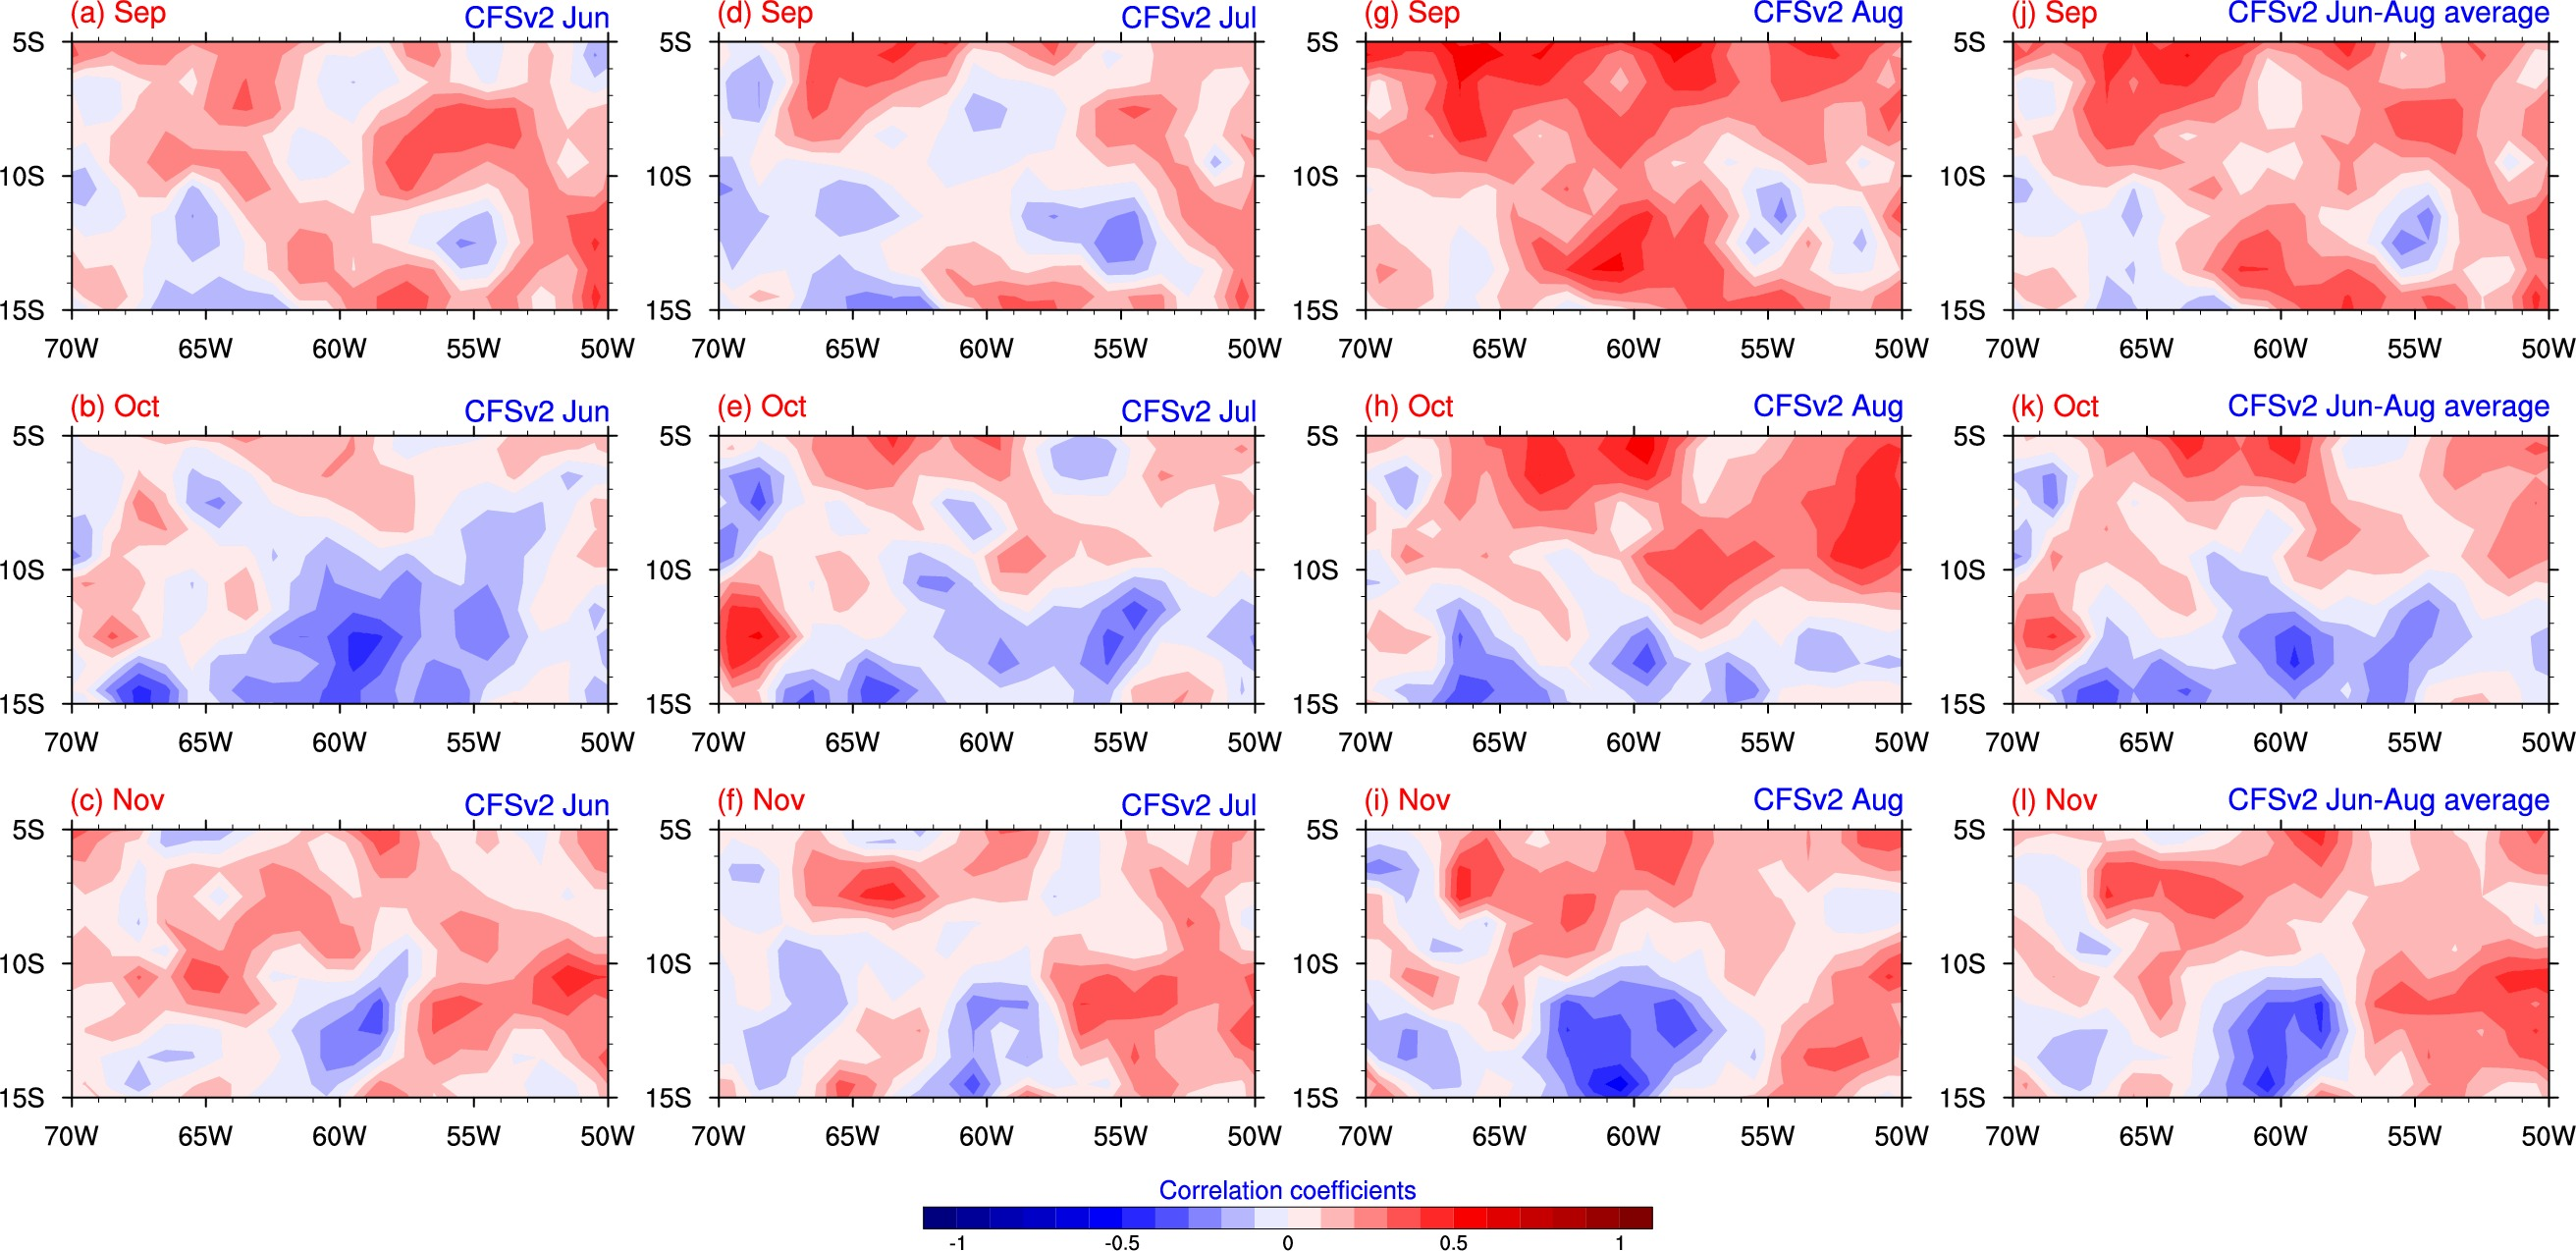 (a) Sep CFSv2 Jun (d) Sep CFSv2 Jul (g) Sep CFSv2 Aug (j) Sep CFSv2 Jun-Aug average
5S 5S 5S 5S
10S 10S 10S 10S
15S 15S 15S 15S
70W 65W 60W 55W 50W 70W 65W 60W 55W 50W 70W 65W 60W 55W 50W 70W 65W 60W 55W 50W
(b) Oct CFSv2 Jun (e) Oct CFSv2 Jul (h) Oct CFSv2 Aug (k) Oct CFSv2 Jun-Aug average
5S 5S 5S 5S
10S 10S 10S 10S
15S 15S 15S 15S
70W 65W 60W 55W 50W 70W 65W 60W 55W 50W 70W 65W 60W 55W 50W 70W 65W 60W 55W 50W
(c) Nov CFSv2 Jun (f) Nov CFSv2 Jul (i) Nov CFSv2 Aug (l) Nov CFSv2 Jun-Aug average
5S 5S 5S 5S
10S 10S 10S 10S
15S 15S 15S 15S
70W 65W 60W 55W 50W 70W 65W 60W 55W 50W 70W 65W 60W 55W 50W 70W 65W 60W 55W 50W
Correlation coefficients
-1 -0.5 0 0.5 1